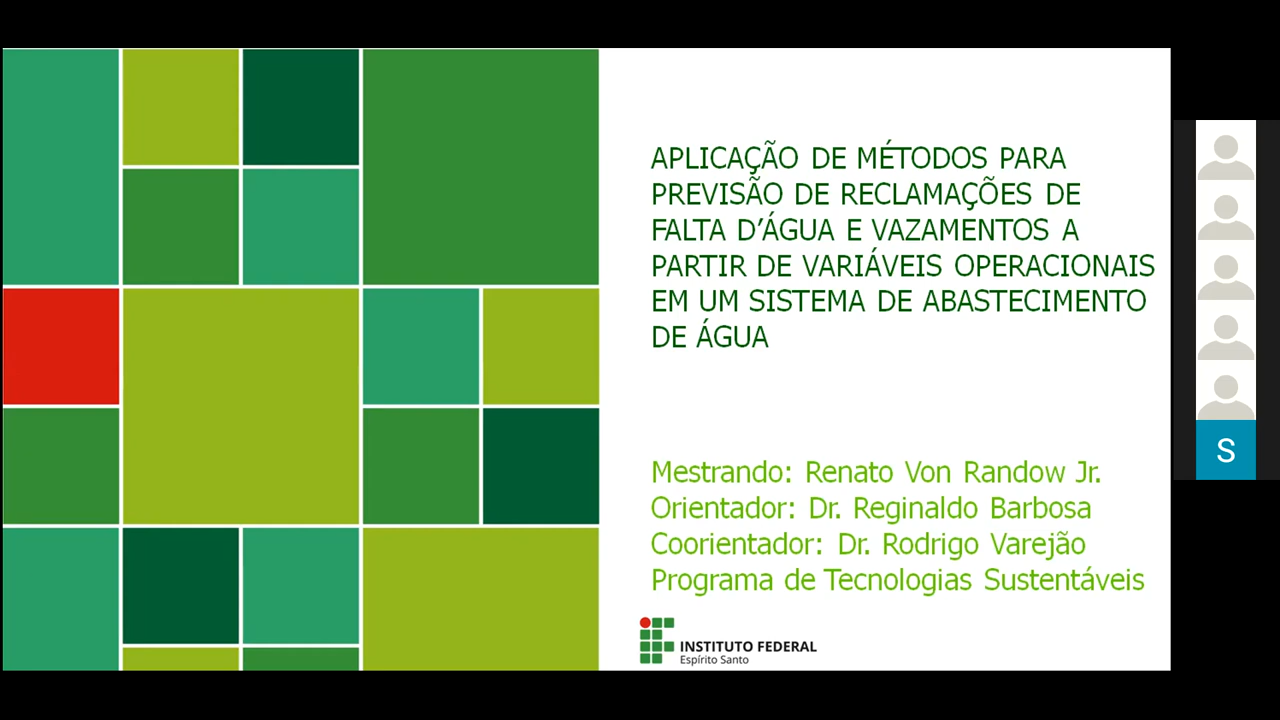 APLICAÇÃO DE MÉTODOS PARA
PREVISÃO DE RECLAMAÇÕES DE
FALTA D’ÁGUA E VAZAMENTOS A
PARTIR DE VARIÁVEIS OPERACIONAIS
EM UM SISTEMA DE ABASTECIMENTO
DE ÁGUA
Mestrando: Renato Von Randow Jr.
Orientador: Dr. Reginaldo Barbosa
Coorientador: Dr. Rodrigo Varejão
Programa de Tecnologias Sustentáveis
INSTITUTO FEDERAL
Espírito Santo
S